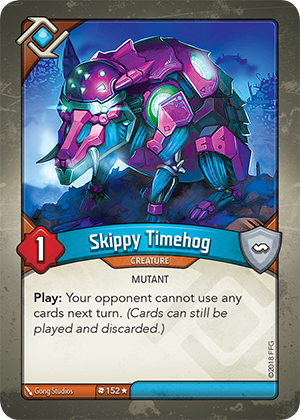 1
Skippy Timehog
CREATURE
MUTANT
Play: Your opponent cannot use any
cards next turn. (Cards can still be
played and discarded.)
Gong Studios
152★
©2018 FFG